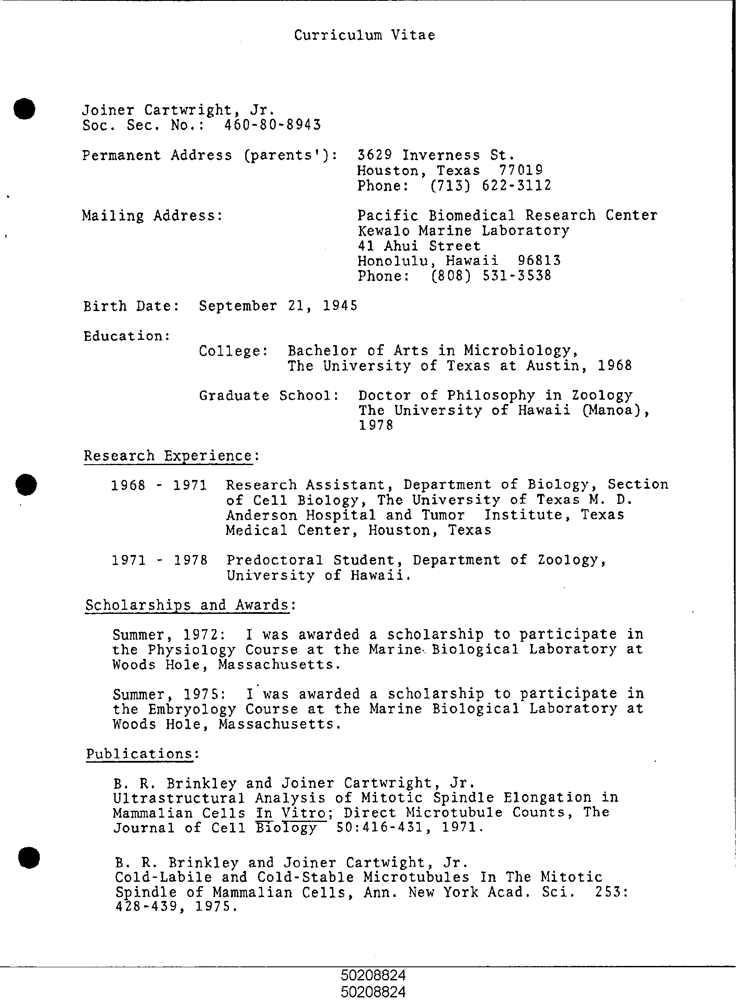 Curriculum Vitae
Joiner Cartwright, Jr.
Soc. Sec. No.: 460-80-8943
Permanent Address (parents'): 3629 Inverness St.
Houston, Texas 77019
Phone: (713) 622-3112
Mailing Address: Pacific Biomedical Research Center
Kewalo Marine Laboratory
41 Ahui Street
Honolulu, Hawaii 96813
Phone: (808) 531-3538
Birth Date: September 21, 1945
Education:
College: Bachelor of Arts in Microbiology,
The University of Texas at Austin, 1968
Graduate School: Doctor of Philosophy in Zoology
The University of Hawaii (Manoa),
1978
Research Experience:
1968 - 1971 Research Assistant, Department of Biology, Section
of Cell Biology, The University of Texas M. D.
Anderson Hospital and Tumor Institute, Texas
Medical Center, Houston, Texas
1971 - 1978 Predoctoral Student, Department of Zoology,
University of Hawaii.
Scholarships and Awards:
Summer, 1972: I was awarded a scholarship to participate in
the Physiology Course at the Marine Biological Laboratory at
Woods Hole, Massachusetts.
Summer, 1975: I was awarded a scholarship to participate in
the Embryology Course at the Marine Biological Laboratory at
Woods Hole, Massachusetts.
Publications:
B. R. Brinkley and Joiner Cartwright, Jr.
Ultrastructural Analysis of Mitotic Spindle Elongation in
Mammalian Cells In Vitro; Direct Microtubule Counts, The
Journal of Cell Biology 50:416-431, 1971.
B. R. Brinkley and Joiner Cartwight, Jr.
Cold-Labile and Cold-Stable Microtubules In The Mitotic
Spindle of Mammalian Cells, Ann. New York Acad. Sci. 253:
428-439, 1975.
50208824
50208824